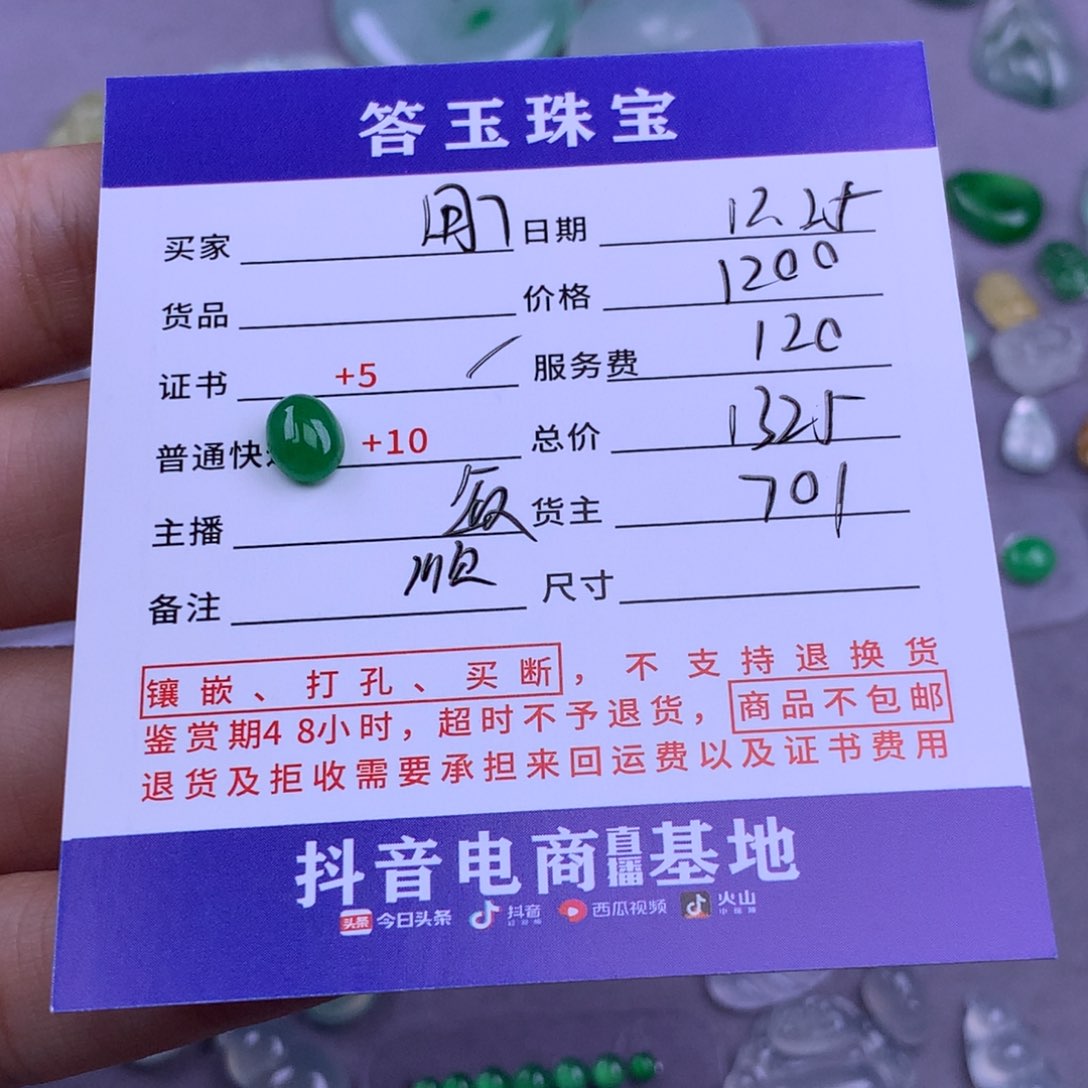 答玉珠宝
买家 日期 12.25
货品 价格 1200
证书 +5 服务费 120
普通快 +10 总价 1325
主播 货主 701
备注 顺 尺寸
镶嵌、打孔、买断，不支持退换货
鉴赏期48小时，超时不予退货，商品不包邮
退货及拒收需要承担来回运费以及证书费用
抖音电商直播基地
头条 今日头条 抖音 西瓜视频 火山